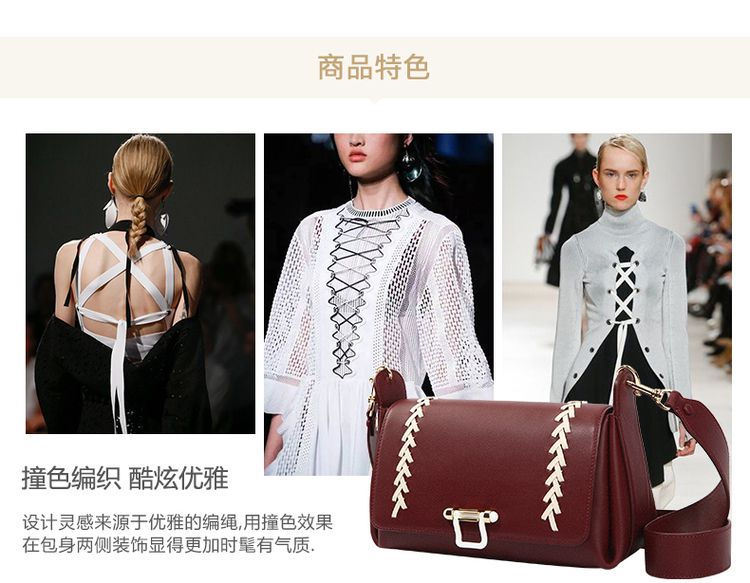 商品特色
撞色编织 酷炫优雅
设计灵感来源于优雅的编绳,用撞色效果
在包身两侧装饰显得更加时髦有气质.